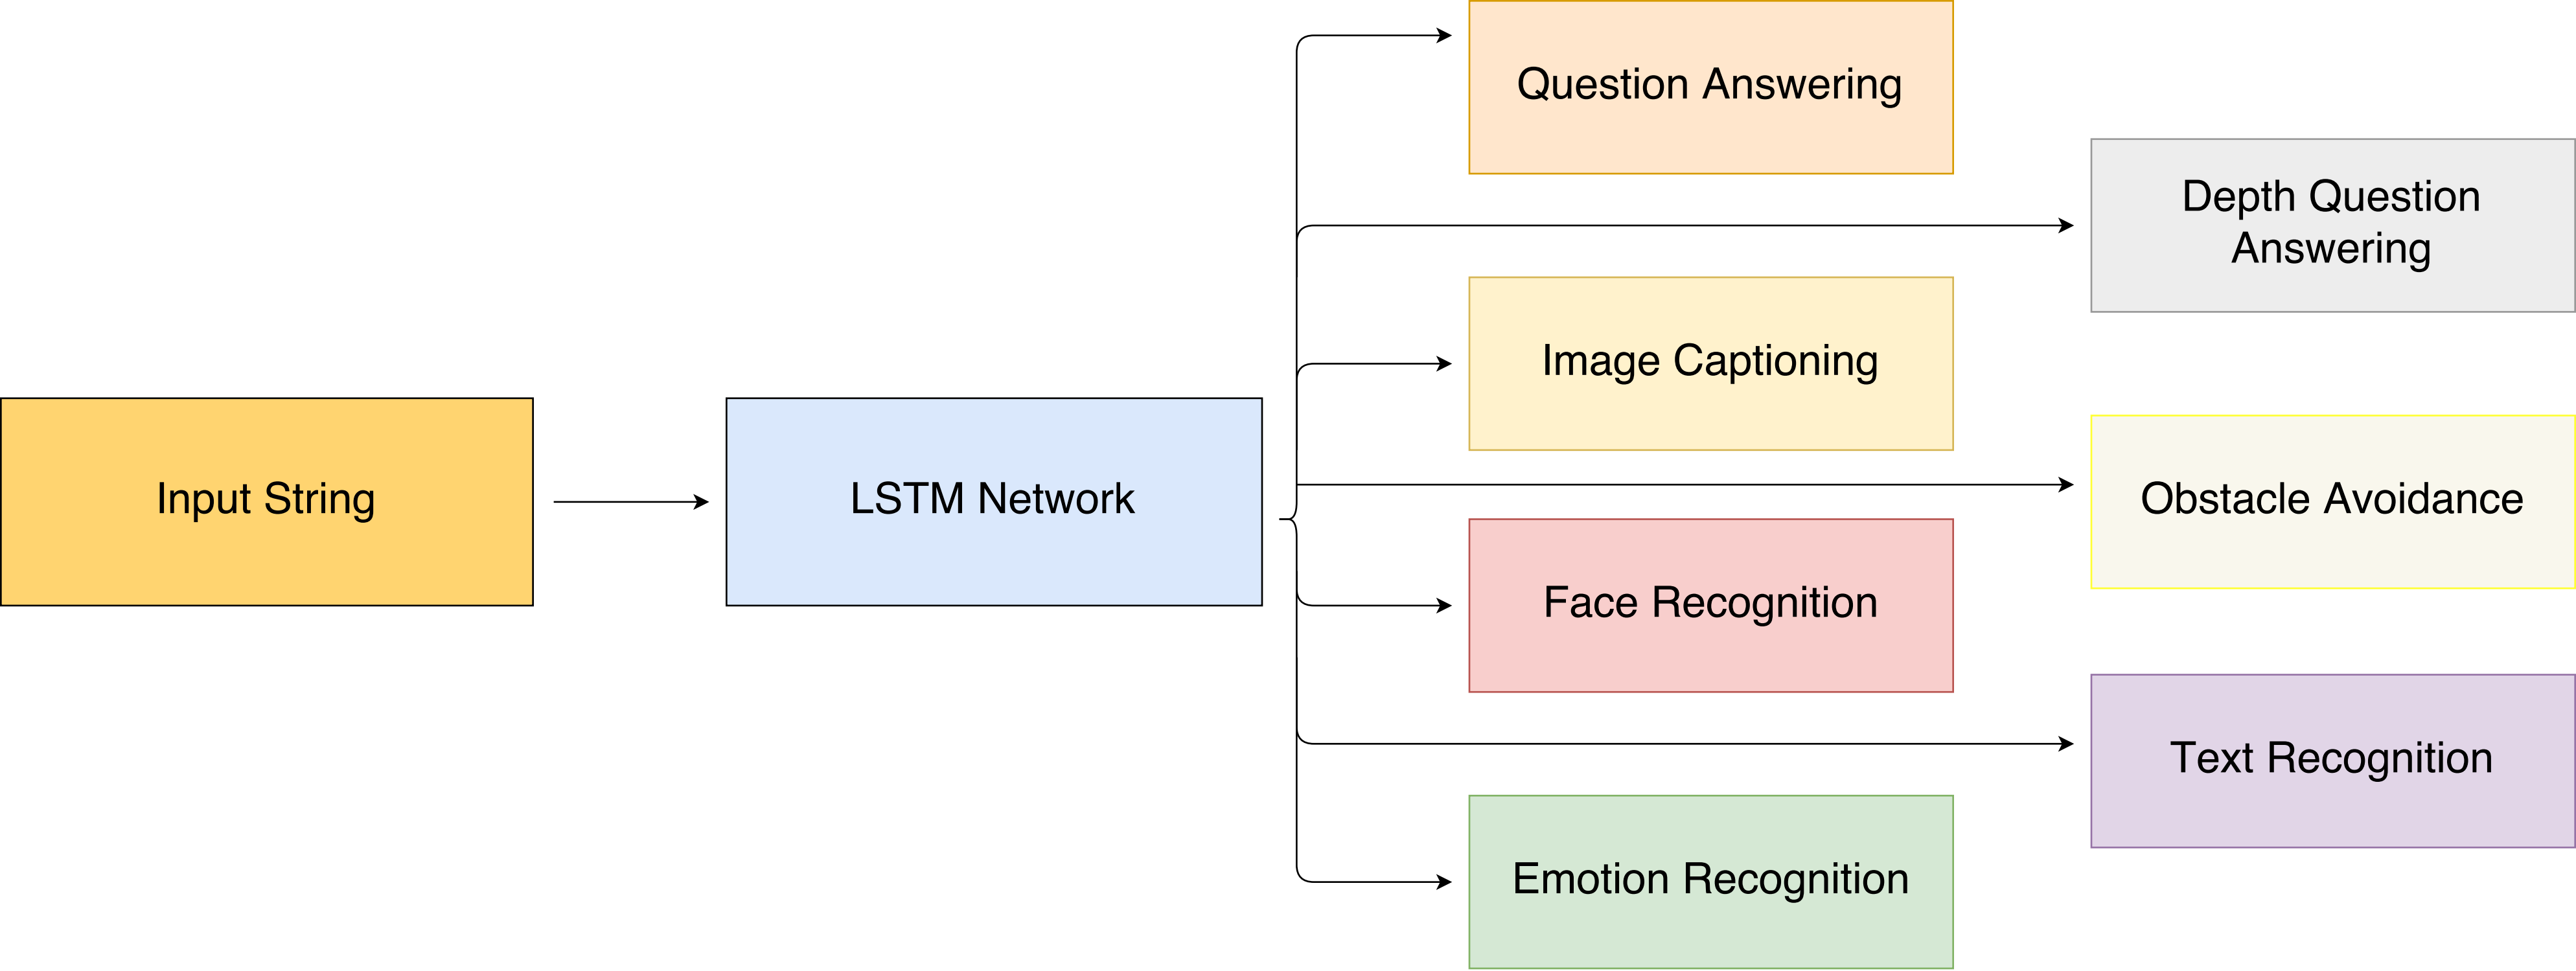 Question Answering
Depth Question
Answering
Image Captioning
Input String
LSTM Network
Obstacle Avoidance
Face Recognition
Text Recognition
Emotion Recognition